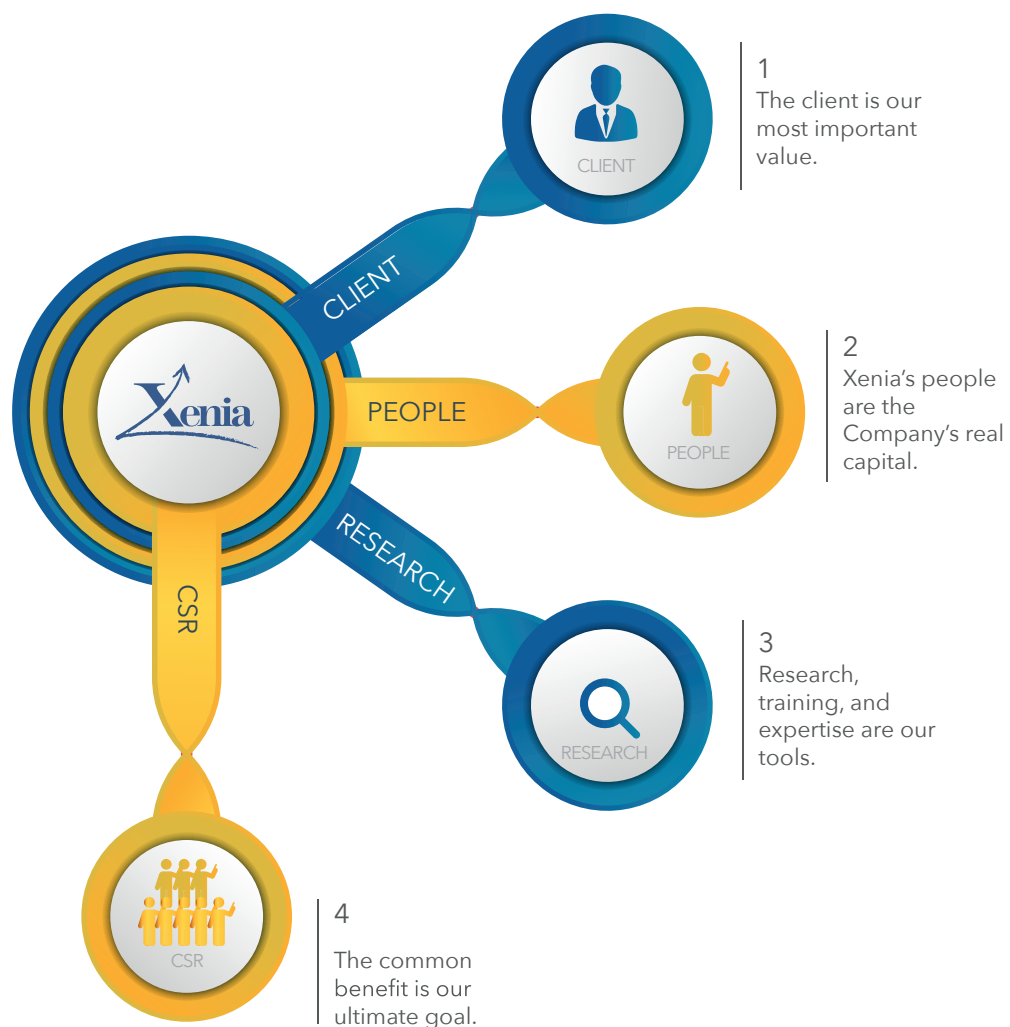 Xenia
CLIENT
PEOPLE
RESEARCH
CSR
CLIENT
1
The client is our
most important
value.
PEOPLE
2
Xenia's people
are the
Company's real
capital.
RESEARCH
3
Research,
training, and
expertise are our
tools.
CSR
4
The common
benefit is our
ultimate goal.